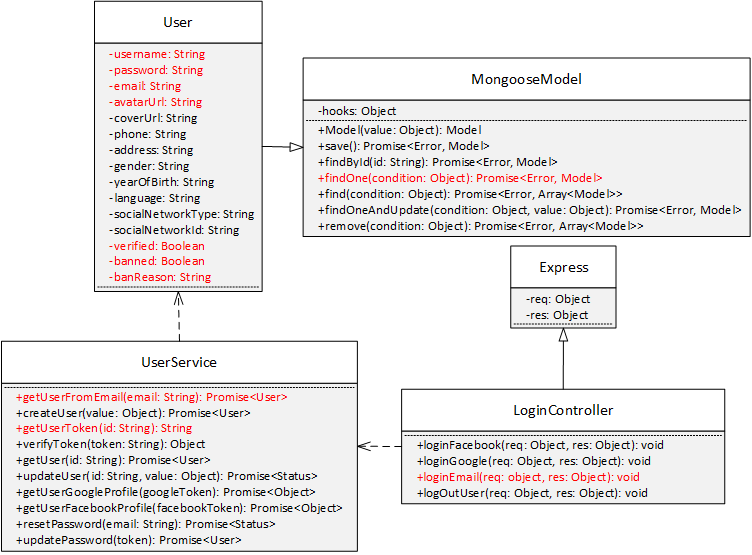 User
-username: String
-password: String
-email: String
-avatarUrl: String
-coverUrl: String
-phone: String
-address: String
-gender: String
-yearOfBirth: String
-language: String
-socialNetworkType: String
-socialNetworkId: String
-verified: Boolean
-banned: Boolean
-banReason: String
MongooseModel
-hooks: Object
+Model(value: Object): Model
+save(): Promise<Error, Model>
+findById(id: String): Promise<Error, Model>
+findOne(condition: Object): Promise<Error, Model>
+find(condition: Object): Promise<Error, Array<Model>>
+findOneAndUpdate(condition: Object, value: Object): Promise<Error, Model>
+remove(condition: Object): Promise<Error, Array<Model>>
Express
-req: Object
-res: Object
UserService
+getUserFromEmail(email: String): Promise<User>
+createUser(value: Object): Promise<User>
+getUserToken(id: String): String
+verifyToken(token: String): Object
+getUser(id: String): Promise<User>
+updateUser(id: String, value: Object): Promise<Status>
+getUserGoogleProfile(googleToken): Promise<Object>
+getUserFacebookProfile(facebookToken): Promise<Object>
+resetPassword(email: String): Promise<Status>
+updatePassword(token): Promise<User>
LoginController
+loginFacebook(req: Object, res: Object): void
+loginGoogle(req: Object, res: Object): void
+loginEmail(req: object, res: Object): void
+logOutUser(req: Object, res: Object): void